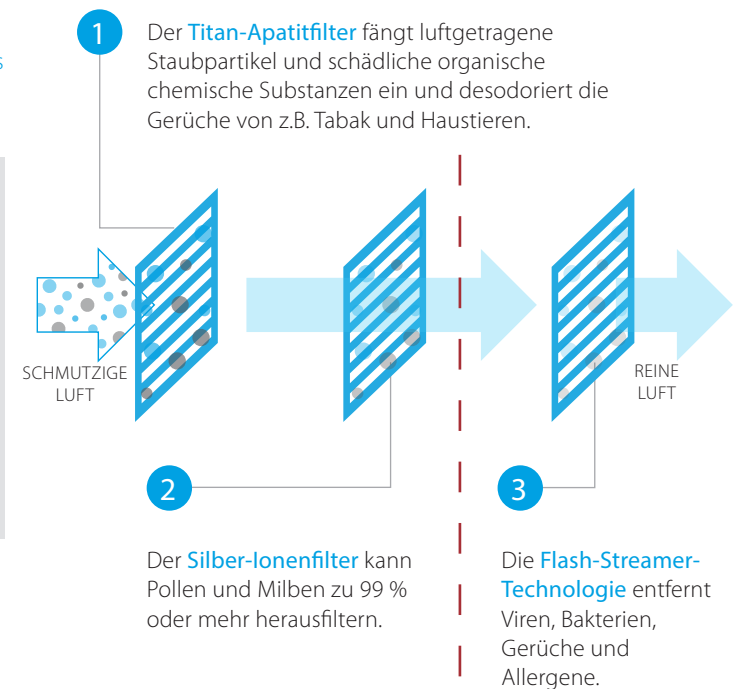 1
Der Titan-Apatitfilter fängt luftgetragene
Staubpartikel und schädliche organische
chemische Substanzen ein und desodoriert die
Gerüche von z.B. Tabak und Haustieren.
s
SCHMUTZIGE
LUFT
REINE
LUFT
2
Der Silber-Ionenfilter kann
Pollen und Milben zu 99 %
oder mehr herausfiltern.
3
Die Flash-Streamer-
Technologie entfernt
Viren, Bakterien,
Gerüche und
Allergene.